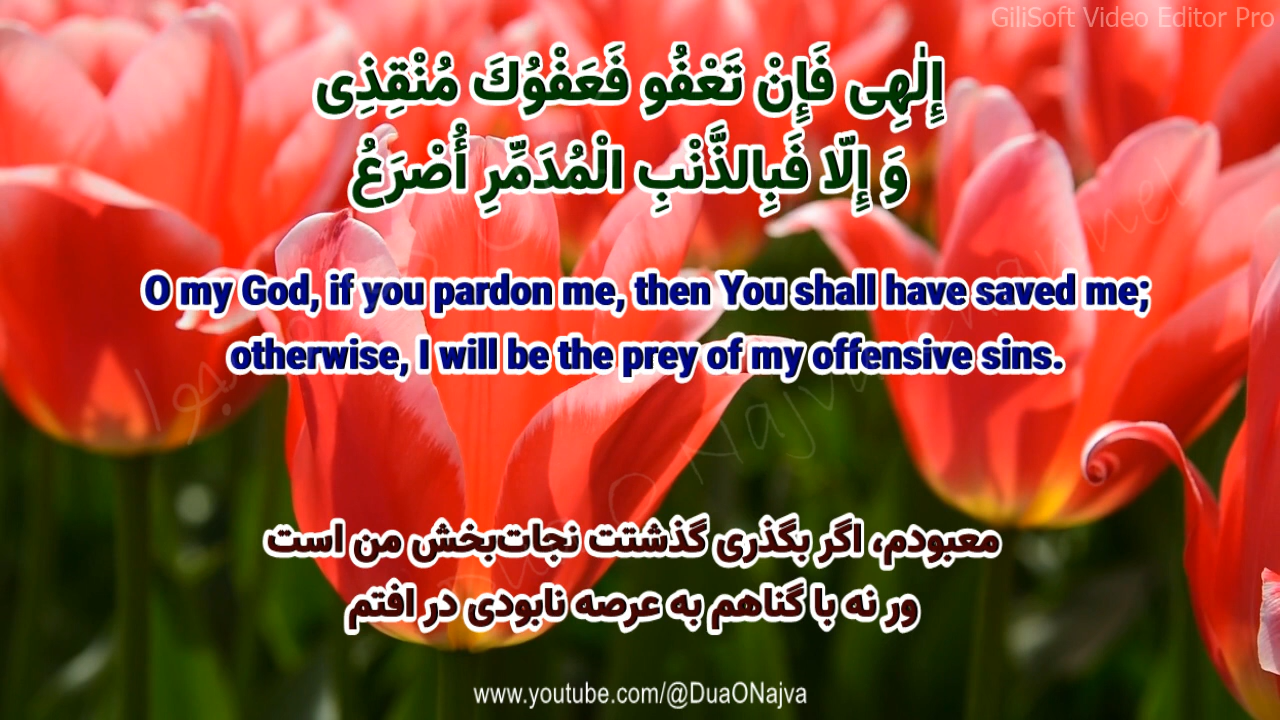 GiliSoft Video Editor Pro
إِلٰهِی فَإِنْ تَعْفُو فَعَفْوُكَ مُنْقِذِی
وَ إِلّا فَبِالذَّنْبِ الْمُدَمِّرِ أُصْرَعُ
O my God, if you pardon me, then You shall have saved me;
otherwise, I will be the prey of my offensive sins.
معبودم، اگر بگذری گذشتت نجات‌بخش من است
ور نه با گناهم به عرصه نابودی در افتم
www.youtube.com/@DuaONajva